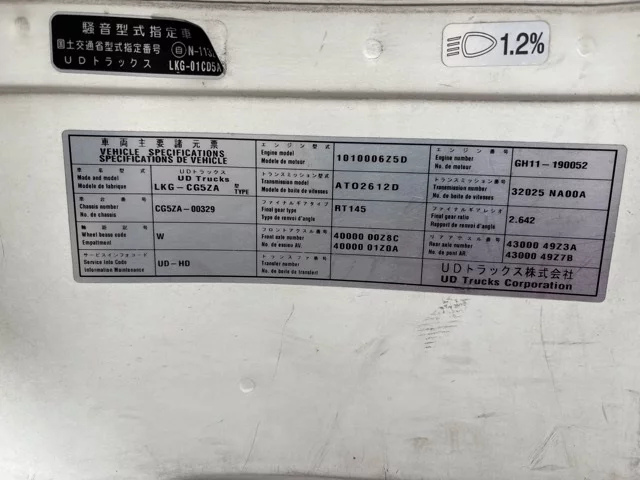 騒音型式指定車
国土交通省型式指定番号 自 N-113
UDトラックス LKG-01CD5A
1.2%
車両主要諸元票
VEHICLE SPECIFICATIONS
SPECIFICATIONS DE VEHICLE
車名型式
Make and model
Modele de fabrique
UDトラックス
UD Trucks
LKG-CG5ZA 型 TYPE
車台番号
Chassis number
No. de chassis
CG5ZA-00329
軸距記号
Wheel bease code
Empattement
W
サービスインフォコード
Service Info Code
Information Maintenance
UD-HD
エンジン型式
Engine model
Modele de moteur
1010006Z5D
トランスミッション型式
Transmission model
Modele de boite de vitesses
ATO2612D
ファイナルギアタイプ
Final gear type
Type de renvoi d'angle
RT145
フロントアクスル番号
Front axle number
No. de essieu AV.
40000 00Z8C
40000 01Z0A
トランスファ番号
Transfer number
No. de boite de transfert
エンジン番号
Engine number
No. de moteur
GH11-190052
トランスミッション番号
Transmission number
No. de boite de vitesses
32025 NA00A
ファイナルギアレシオ
Final gear ratio
Rapport de renvoi d'angle
2.642
リアアクスル番号
Rear axle number
No. de pont AR.
43000 49Z3A
43000 49Z7B
UDトラックス株式会社
UD Trucks Corporation